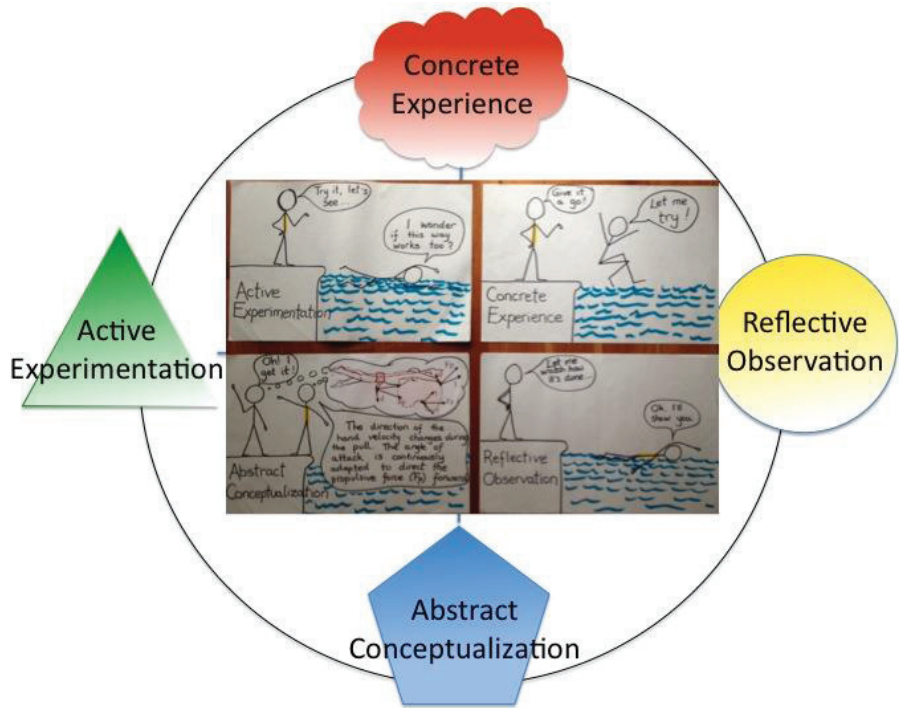 Concrete
Experience
Try it, let's
see...
I wonder
if this way
works too?
Active
Experimentation
Give it
a go!
Let me
try!
Concrete
Experience
Active
Experimentation
Reflective
Observation
Oh! I
get it!
The direction of the
hand velocity changes during
the pull. The angle of
attack is continuously
adapted to direct the
propulsive force (Fp) forward
Abstract
Conceptualization
Let me
watch how
it's done...
Oh, I'll
show you
Reflective
Observation
Abstract
Conceptualization